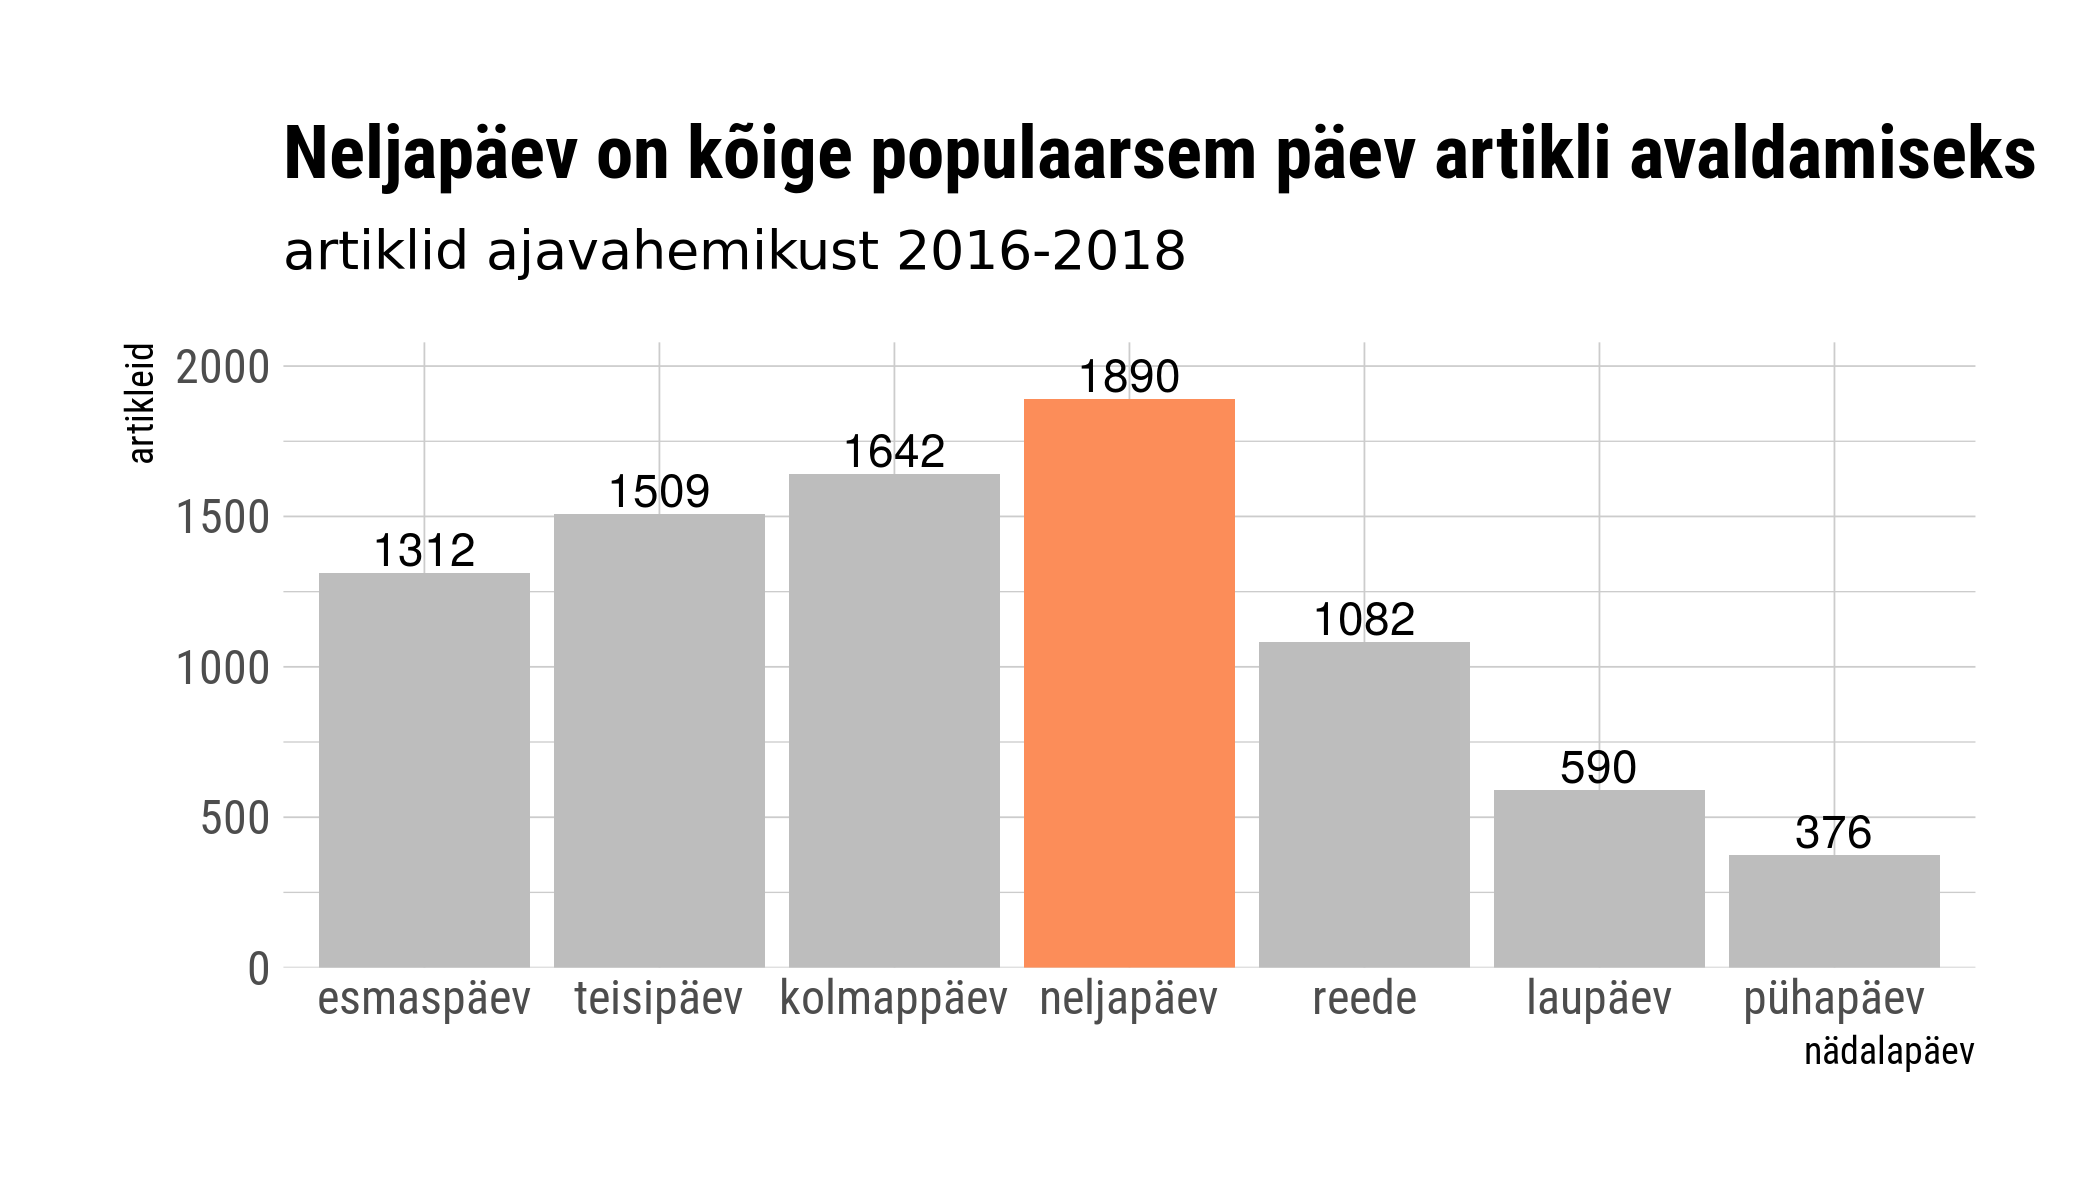 Neljapäev on kõige populaarsem päev artikli avaldamiseks
artiklid ajavahemikust 2016-2018
artikleid
2000
1500
1000
500
0
1312
1509
1642
1890
1082
590
376
esmaspäev teisipäev kolmappäev neljapäev reede laupäev pühapäev
nädalapäev